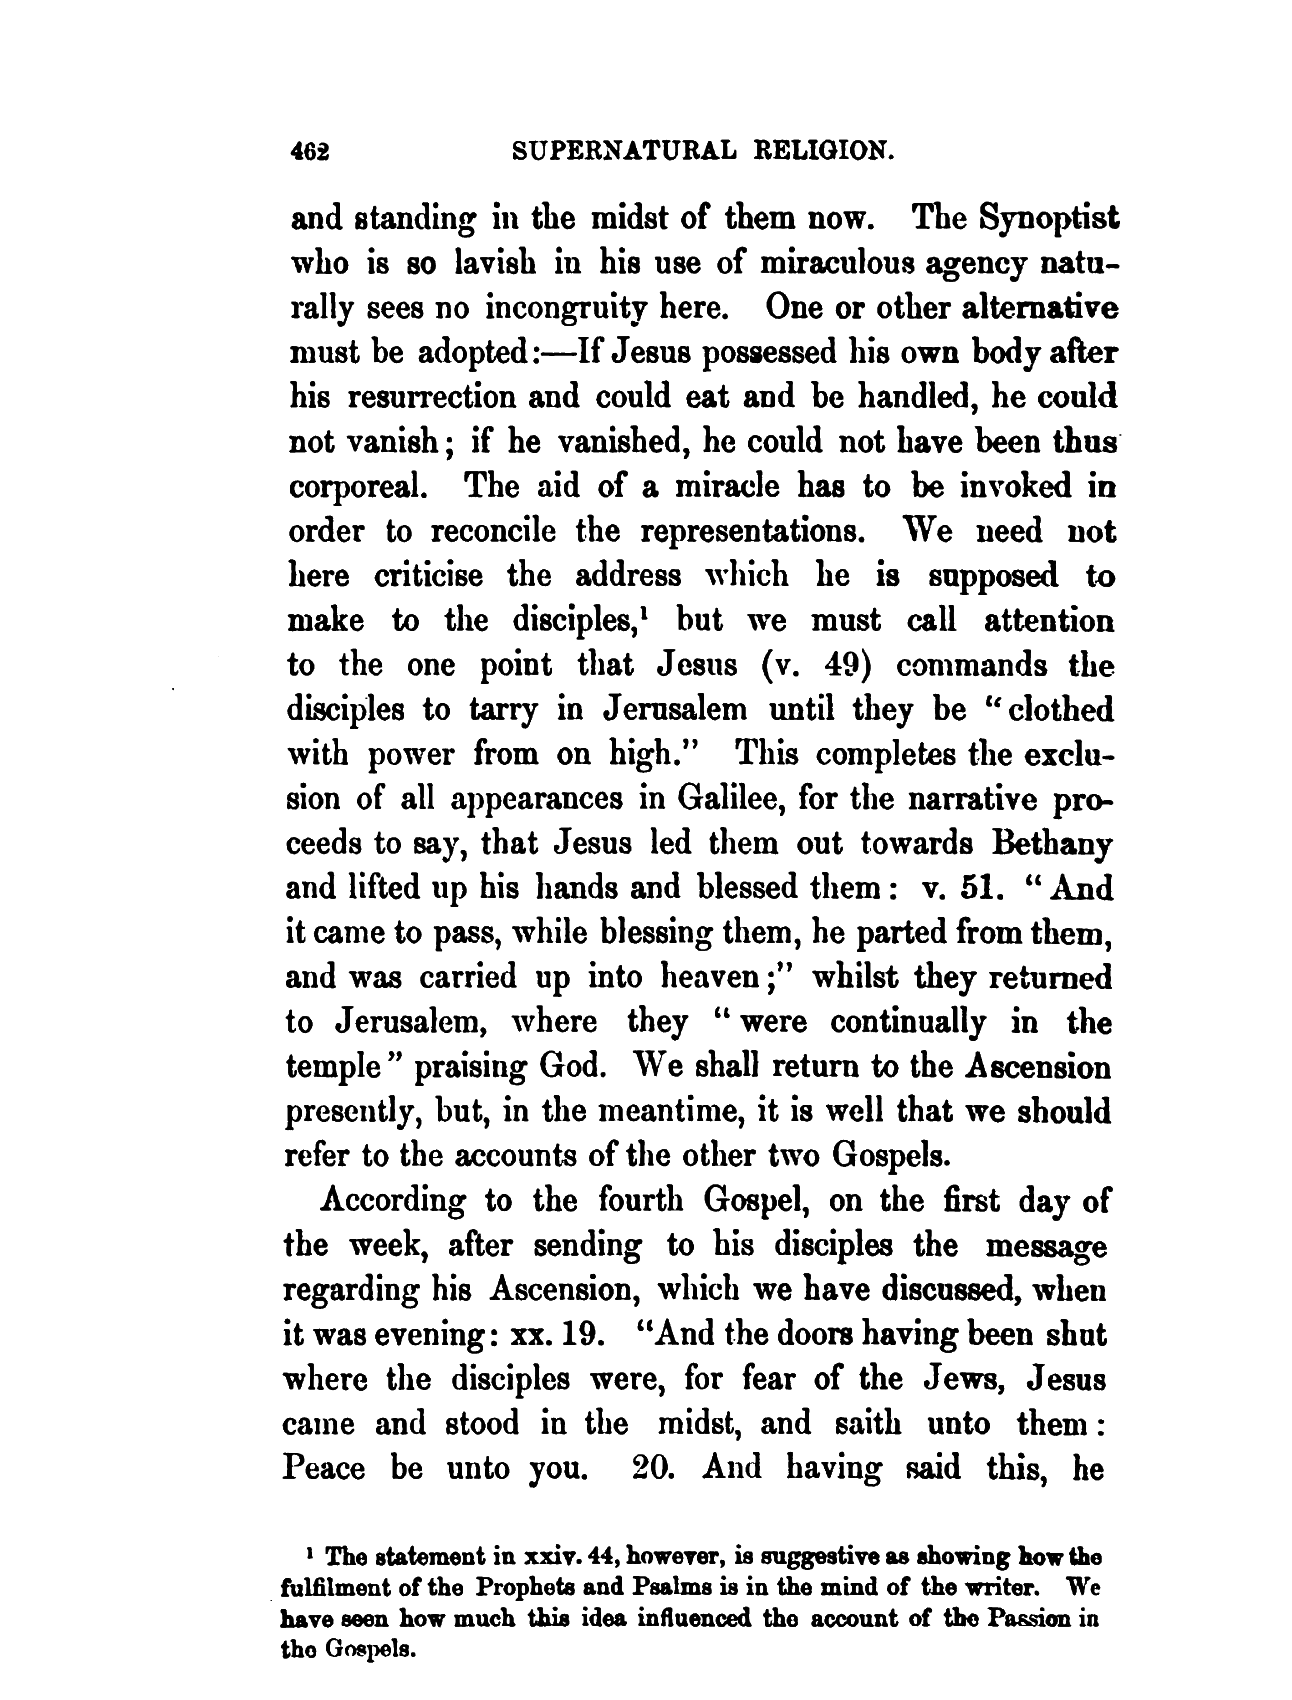 462 SUPERNATURAL RELIGION.
and standing in the midst of them now. The Synoptist
who is so lavish in his use of miraculous agency natu-
rally sees no incongruity here. One or other alternative
must be adopted:—If Jesus possessed his own body after
his resurrection and could eat and be handled, he could
not vanish; if he vanished, he could not have been thus
corporeal. The aid of a miracle has to be invoked in
order to reconcile the representations. We need not
here criticise the address which he is supposed to
make to the disciples,¹ but we must call attention
to the one point that Jesus (v. 49) commands the
disciples to tarry in Jerusalem until they be "clothed
with power from on high." This completes the exclu-
sion of all appearances in Galilee, for the narrative pro-
ceeds to say, that Jesus led them out towards Bethany
and lifted up his hands and blessed them: v. 51. "And
it came to pass, while blessing them, he parted from them,
and was carried up into heaven;" whilst they returned
to Jerusalem, where they "were continually in the
temple" praising God. We shall return to the Ascension
presently, but, in the meantime, it is well that we should
refer to the accounts of the other two Gospels.
According to the fourth Gospel, on the first day of
the week, after sending to his disciples the message
regarding his Ascension, which we have discussed, when
it was evening: xx. 19. "And the doors having been shut
where the disciples were, for fear of the Jews, Jesus
came and stood in the midst, and saith unto them:
Peace be unto you. 20. And having said this, he
¹ The statement in xxiv. 44, however, is suggestive as showing how the
fulfilment of the Prophets and Psalms is in the mind of the writer. We
have seen how much this idea influenced the account of the Passion in
the Gospels.